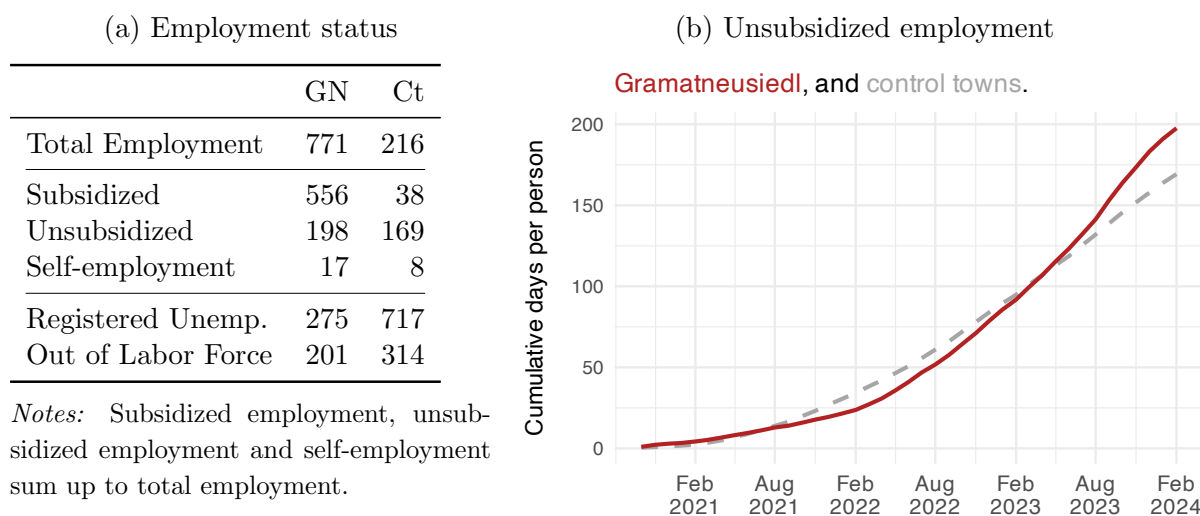 (a) Employment status
GN Ct
Total Employment 771 216
Subsidized 556 38
Unsubsidized 198 169
Self-employment 17 8
Registered Unemp. 275 717
Out of Labor Force 201 314
Notes: Subsidized employment, unsub-
sidized employment and self-employment
sum up to total employment.
(b) Unsubsidized employment
Gramatneusiedl, and control towns.
Cumulative days per person
200
150
100
50
0
Feb Aug Feb Aug Feb Aug Feb
2021 2021 2022 2022 2023 2023 2024